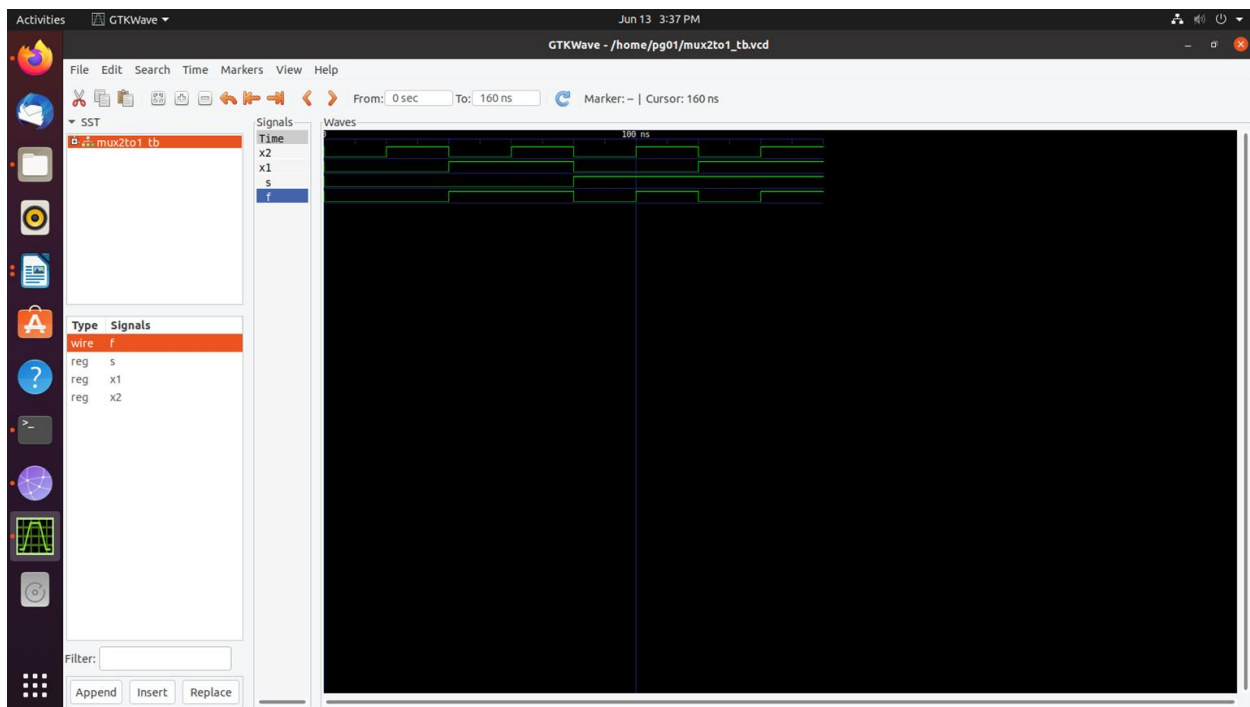 Activities GTKWave Jun 13 3:37 PM
GTKWave - /home/pg01/mux2to1_tb.vcd
File Edit Search Time Markers View Help
From: 0 sec To: 160 ns Marker: -- | Cursor: 160 ns
SST
mux2to1_tb
Type Signals
wire f
reg s
reg x1
reg x2
Filter:
Append Insert Replace
Signals
Time
x2
x1
s
f
Waves
0
100 ns